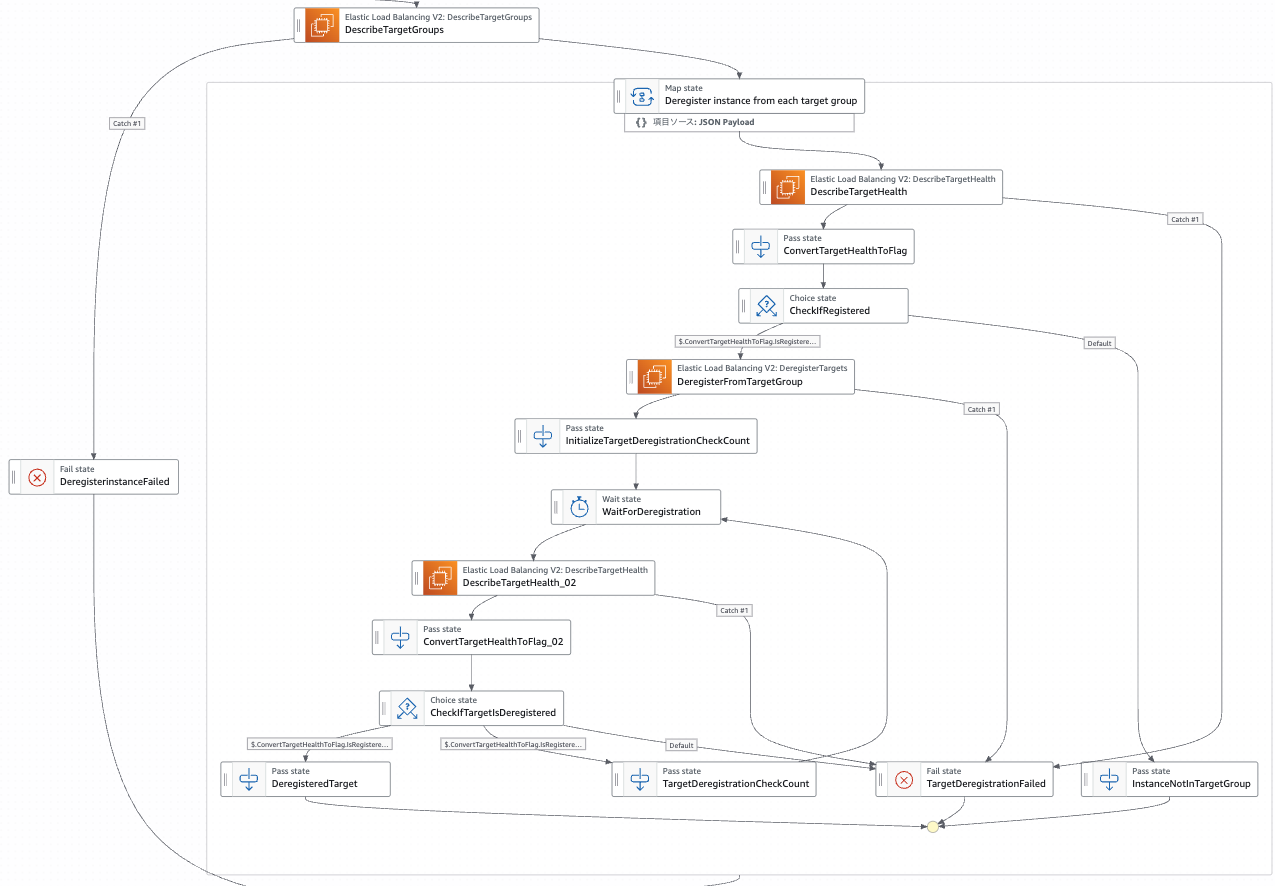 Elastic Load Balancing V2: DescribeTargetGroups
DescribeTargetGroups
Catch #1
Map state
Deregister instance from each target group
{} 項目ソース: JSON Payload
Elastic Load Balancing V2: DescribeTargetHealth
DescribeTargetHealth
Catch #1
Pass state
ConvertTargetHealthToFlag
Choice state
CheckIfRegistered
$.ConvertTargetHealthToFlag.IsRegistere...
Default
Elastic Load Balancing V2: DeregisterTargets
DeregisterFromTargetGroup
Catch #1
Pass state
InitializeTargetDeregistrationCheckCount
Fail state
DeregisterinstanceFailed
Wait state
WaitForDeregistration
Elastic Load Balancing V2: DescribeTargetHealth
DescribeTargetHealth_02
Catch #1
Pass state
ConvertTargetHealthToFlag_02
Choice state
CheckIfTargetIsDeregistered
$.ConvertTargetHealthToFlag.IsRegistere...
$.ConvertTargetHealthToFlag.IsRegistere...
Default
Pass state
DeregisteredTarget
Pass state
TargetDeregistrationCheckCount
Fail state
TargetDeregistrationFailed
Pass state
InstanceNotInTargetGroup